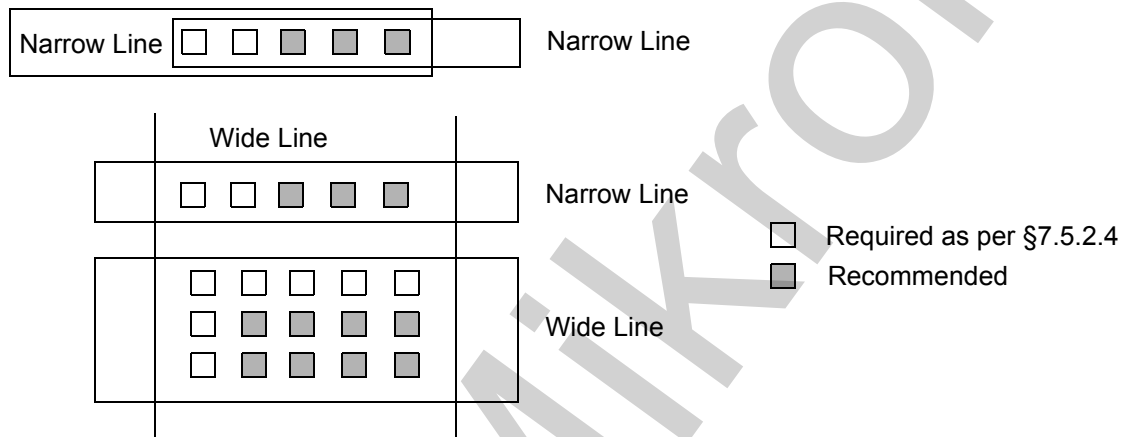 Narrow Line
Narrow Line
Wide Line
Narrow Line
Required as per §7.5.2.4
Recommended
Wide Line